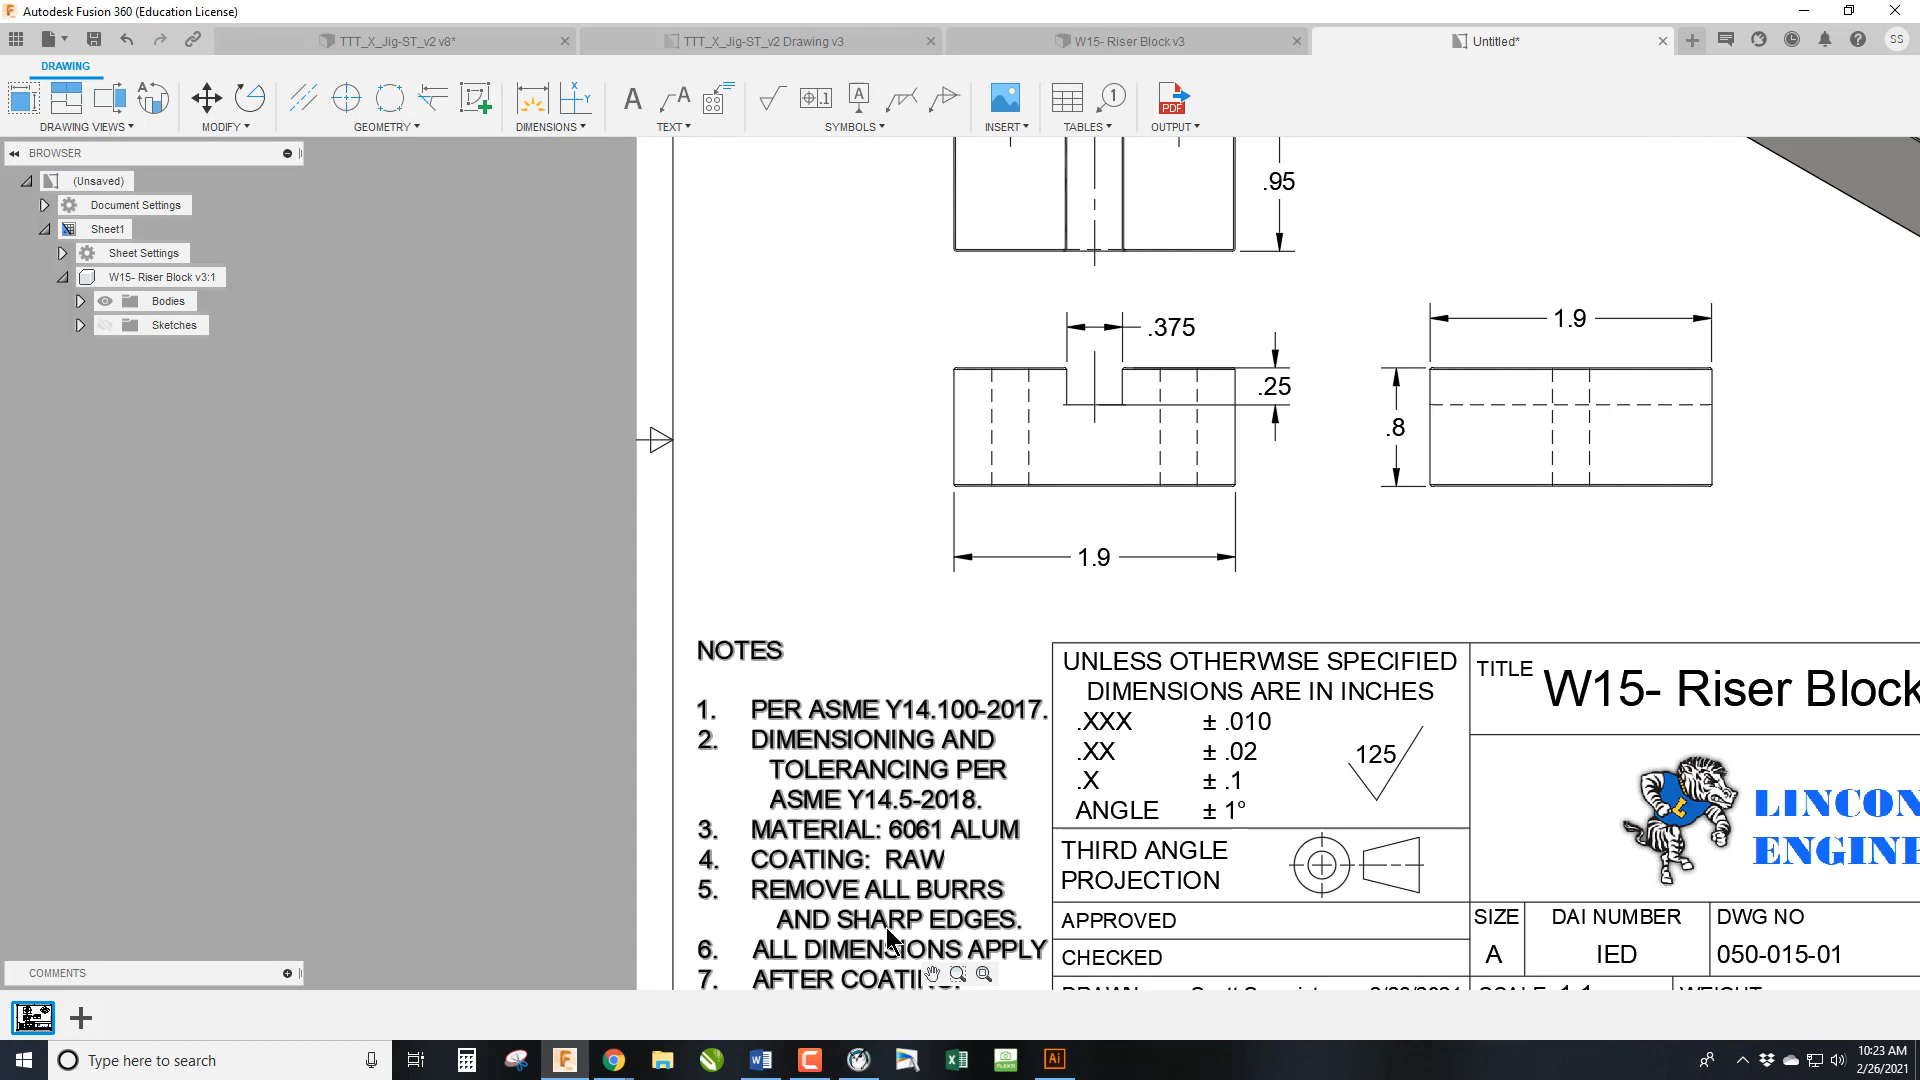 Autodesk Fusion 360 (Education License)
TTT_X_Jig-ST_v2 v8*
TTT_X_Jig-ST_v2 Drawing v3
W15- Riser Block v3
Untitled*
SS
DRAWING
DRAWING VIEWS
MODIFY
GEOMETRY
DIMENSIONS
TEXT
SYMBOLS
INSERT
TABLES
OUTPUT
BROWSER
(Unsaved)
Document Settings
Sheet1
Sheet Settings
W15- Riser Block v3:1
Bodies
Sketches
.95
.375
.25
1.9
1.9
.8
NOTES
1. PER ASME Y14.100-2017.
2. DIMENSIONING AND
TOLERANCING PER
ASME Y14.5-2018.
3. MATERIAL: 6061 ALUM
4. COATING: RAW
5. REMOVE ALL BURRS
AND SHARP EDGES.
6. ALL DIMENSIONS APPLY
7. AFTER COATING.
UNLESS OTHERWISE SPECIFIED
DIMENSIONS ARE IN INCHES
.XXX ± .010
.XX ± .02
.X ± .1
ANGLE ± 1°
125
THIRD ANGLE
PROJECTION
APPROVED
CHECKED
TITLE W15- Riser Block
LINCON
ENGINE
SIZE
A
DAI NUMBER
IED
DWG NO
050-015-01
COMMENTS
Type here to search
10:23 AM
2/26/2021